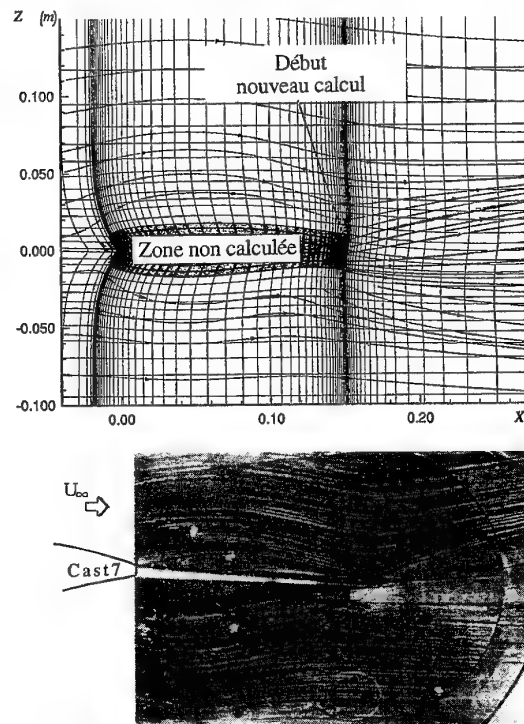 Z (m)
Début
nouveau calcul
0.100
0.050
0.000
Zone non calculée
-0.050
-0.100
0.00
0.10
0.20
X
U∞
Cast7